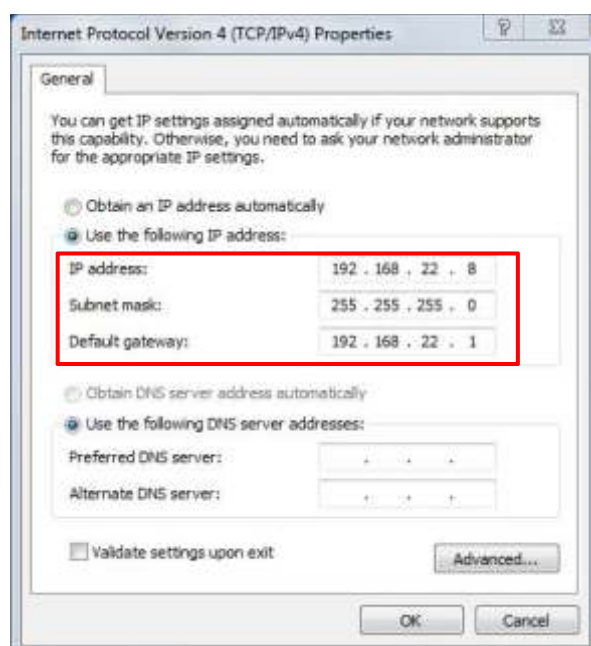 Internet Protocol Version 4 (TCP/IPv4) Properties
General
You can get IP settings assigned automatically if your network supports
this capability. Otherwise, you need to ask your network administrator
for the appropriate IP settings.
Obtain an IP address automatically
Use the following IP address:
IP address: 192 . 168 . 22 . 8
Subnet mask: 255 . 255 . 255 . 0
Default gateway: 192 . 168 . 22 . 1
Obtain DNS server address automatically
Use the following DNS server addresses:
Preferred DNS server: . . .
Alternate DNS server: . . .
Validate settings upon exit
Advanced...
OK Cancel